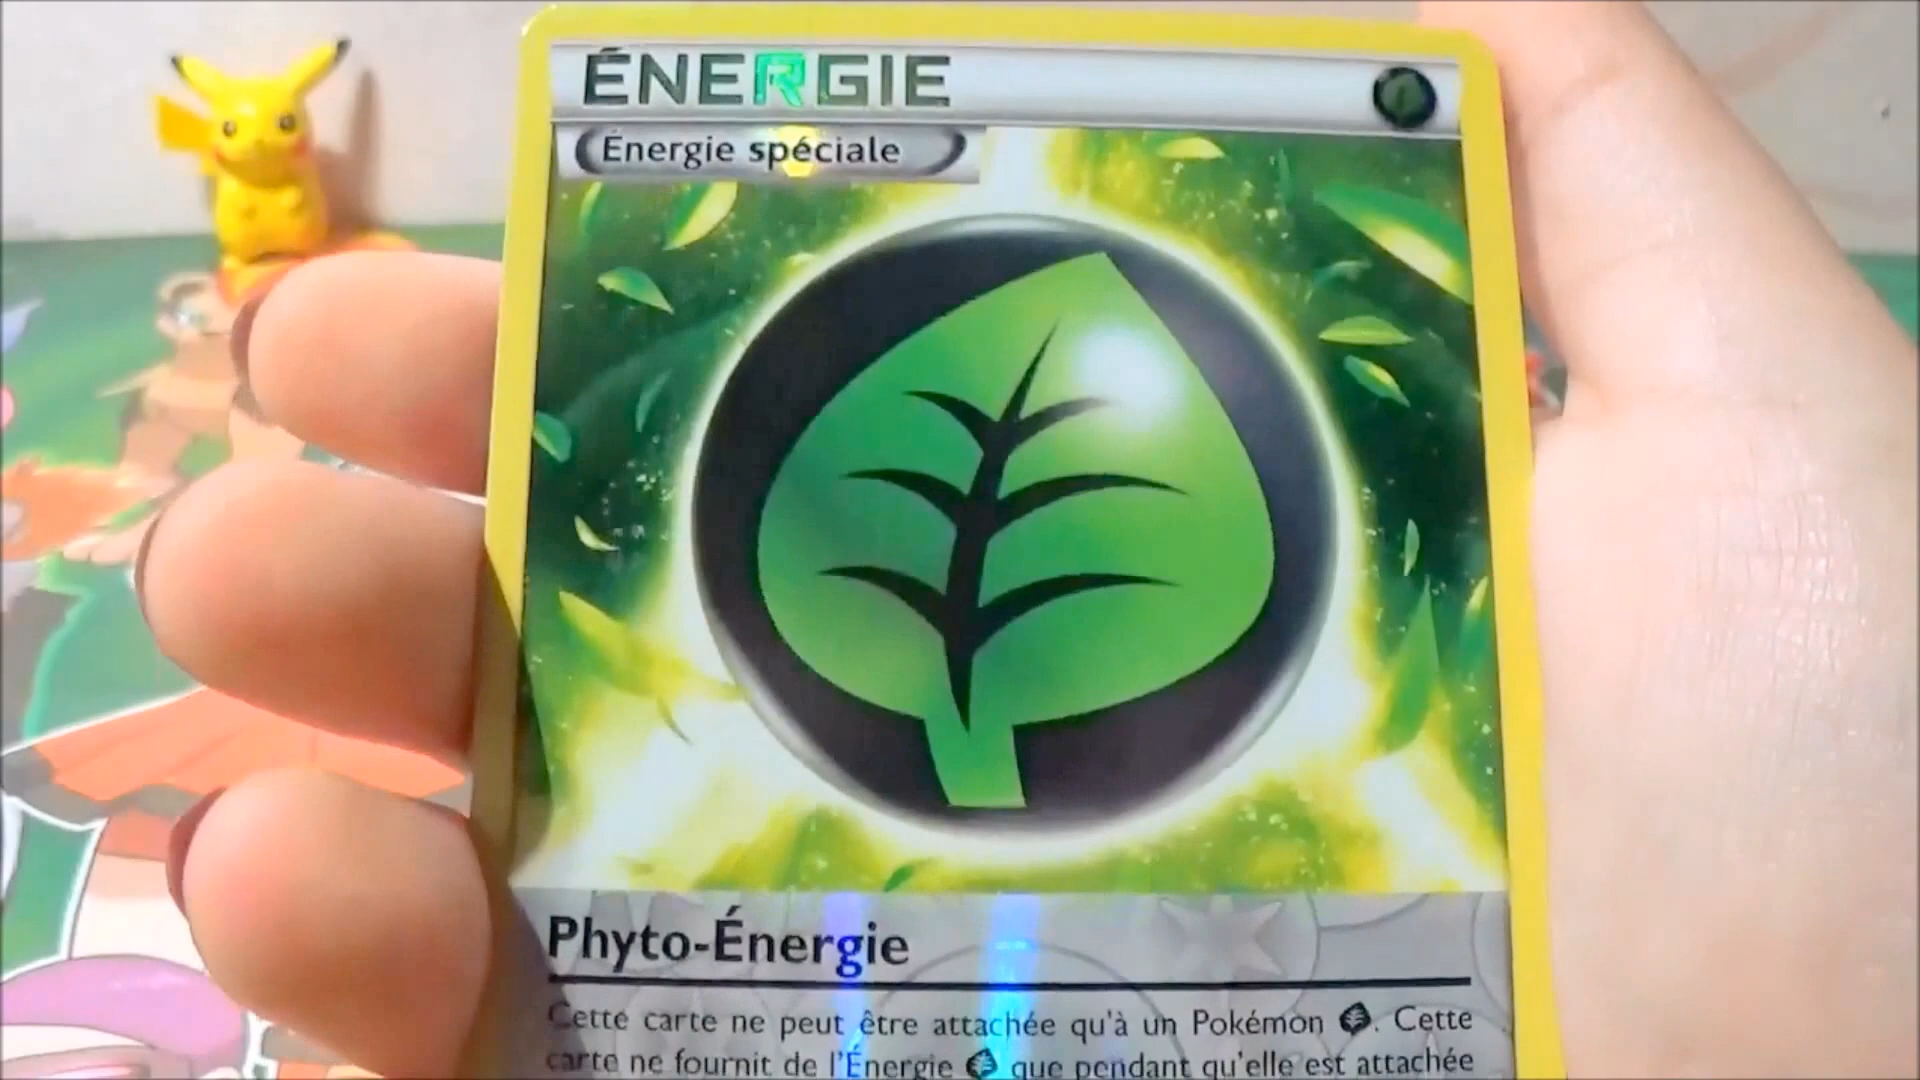 ÉNERGIE
Énergie spéciale
Phyto-Énergie
Cette carte ne peut être attachée qu'à un Pokémon . Cette
carte ne fournit de l'Énergie que pendant qu'elle est attachée